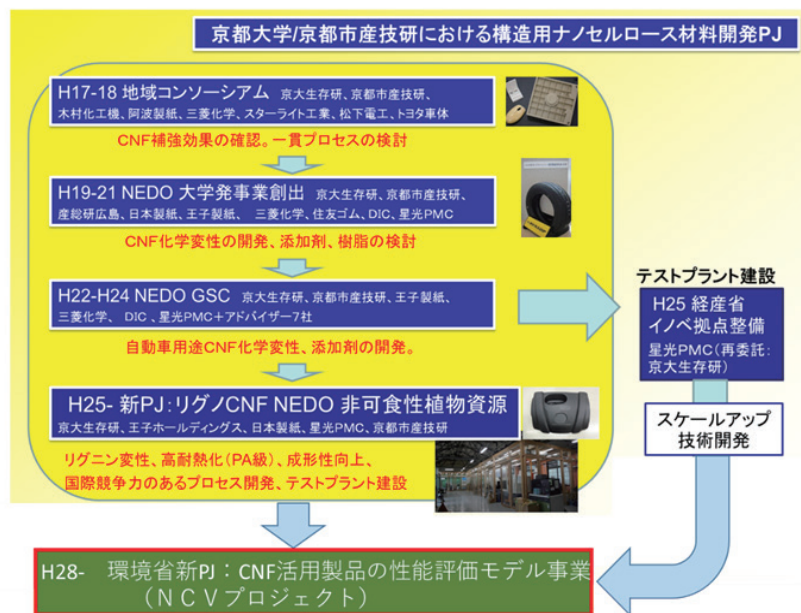 京都大学/京都市産技研における構造用ナノセルロース材料開発PJ
H17-18 地域コンソーシアム 京大生存研、京都市産技研、
木村化工機、阿波製紙、三菱化学、スターライト工業、松下電工、トヨタ車体
CNF補強効果の確認。一貫プロセスの検討
H19-21 NEDO 大学発事業創出 京大生存研、京都市産技研、
産総研広島、日本製紙、王子製紙、 三菱化学、住友ゴム、DIC、星光PMC
CNF化学変性の開発、添加剤、樹脂の検討
H22-H24 NEDO GSC 京大生存研、京都市産技研、王子製紙、
三菱化学、 DIC 、星光PMC+アドバイザー7社
自動車用途CNF化学変性、添加剤の開発。
H25- 新PJ:リグノCNF NEDO 非可食性植物資源
京大生存研、王子ホールディングス、日本製紙、星光PMC、京都市産技研
リグニン変性、高耐熱化(PA級)、成形性向上、
国際競争力のあるプロセス開発、テストプラント建設
テストプラント建設
H25 経産省
イノベ拠点整備
星光PMC(再委託:
京大生存研)
スケールアップ
技術開発
H28- 環境省新PJ:CNF活用製品の性能評価モデル事業
(NCVプロジェクト)